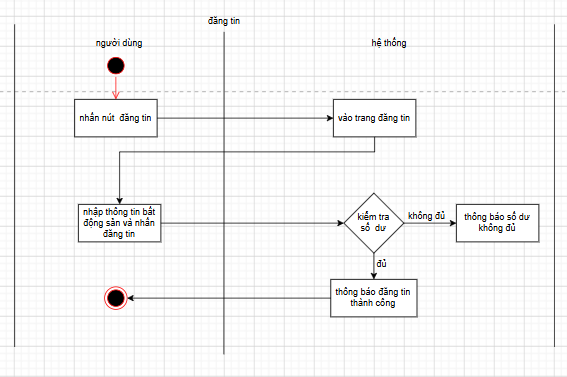 đăng tin
người dùng
hệ thống
nhấn nút đăng tin
vào trang đăng tin
nhập thông tin bất
động sản và nhấn
đăng tin
kiểm tra
số dư
không đủ
thông báo số dư
không đủ
đủ
thông báo đăng tin
thành công